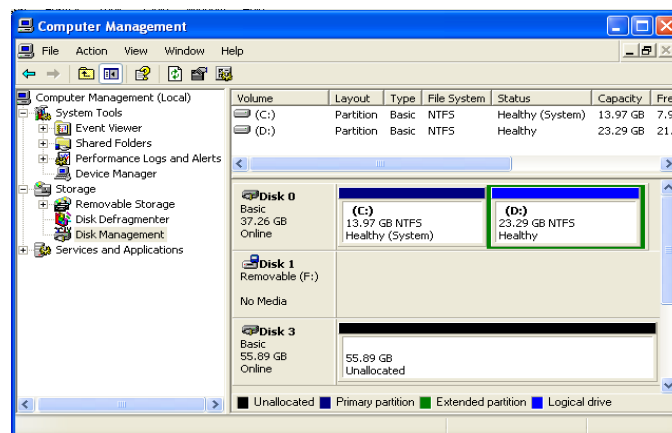 Computer Management
File Action View Window Help
Computer Management (Local)
System Tools
Event Viewer
Shared Folders
Performance Logs and Alerts
Device Manager
Storage
Removable Storage
Disk Defragmenter
Disk Management
Services and Applications
Volume Layout Type File System Status Capacity Fre
(C:) Partition Basic NTFS Healthy (System) 13.97 GB 7.9
(D:) Partition Basic NTFS Healthy 23.29 GB 21.
Disk 0
Basic
37.26 GB
Online
(C:)
13.97 GB NTFS
Healthy (System)
(D:)
23.29 GB NTFS
Healthy
Disk 1
Removable (F:)
No Media
Disk 3
Basic
55.89 GB
Online
55.89 GB
Unallocated
Unallocated Primary partition Extended partition Logical drive